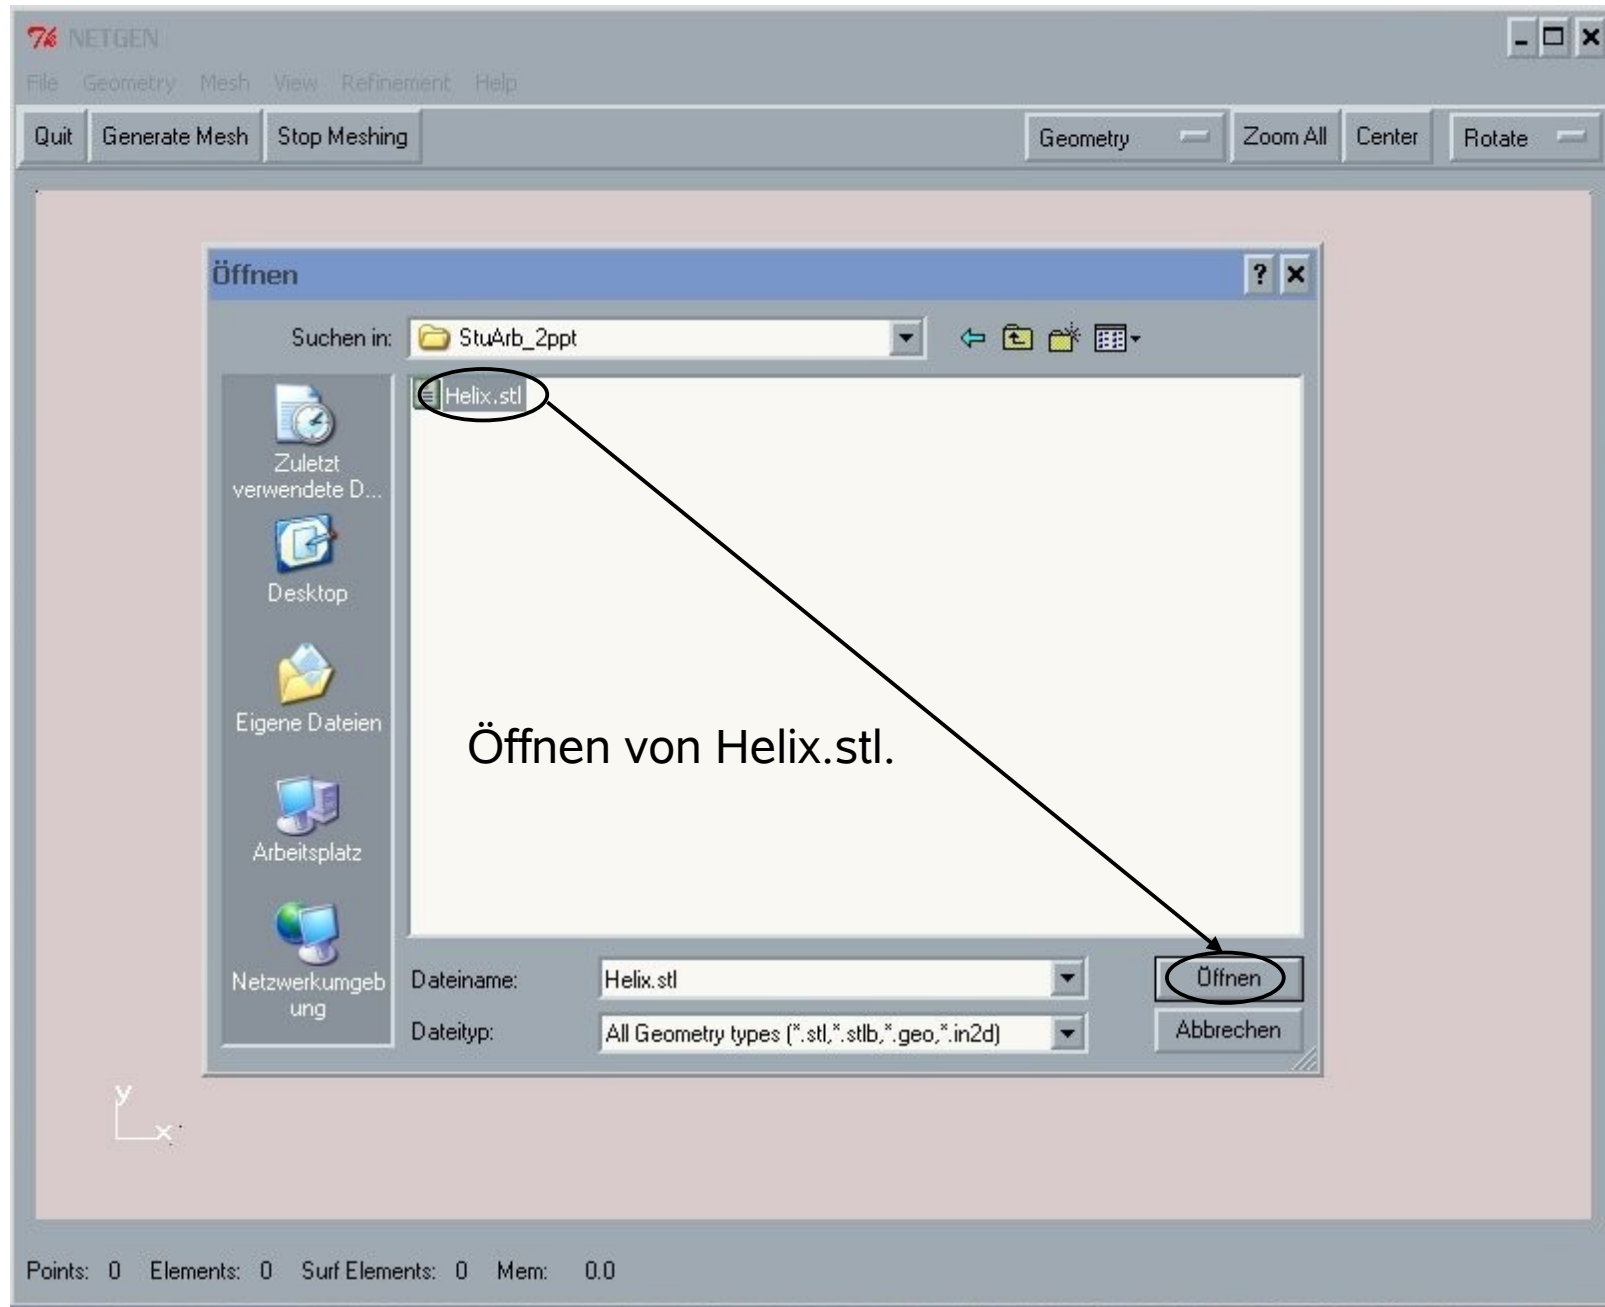 NETGEN
File Geometry Mesh View Refinement Help
Quit Generate Mesh Stop Meshing Geometry Zoom All Center Rotate
Öffnen
Suchen in: StuArb_2ppt
Helix.stl
Zuletzt
verwendete D...
Desktop
Eigene Dateien
Öffnen von Helix.stl.
Arbeitsplatz
Netzwerkumgeb
ung
Dateiname: Helix.stl Öffnen
Dateityp: All Geometry types (*.stl,*.stlb,*.geo,*.in2d) Abbrechen
y
x
Points: 0 Elements: 0 Surf Elements: 0 Mem: 0.0